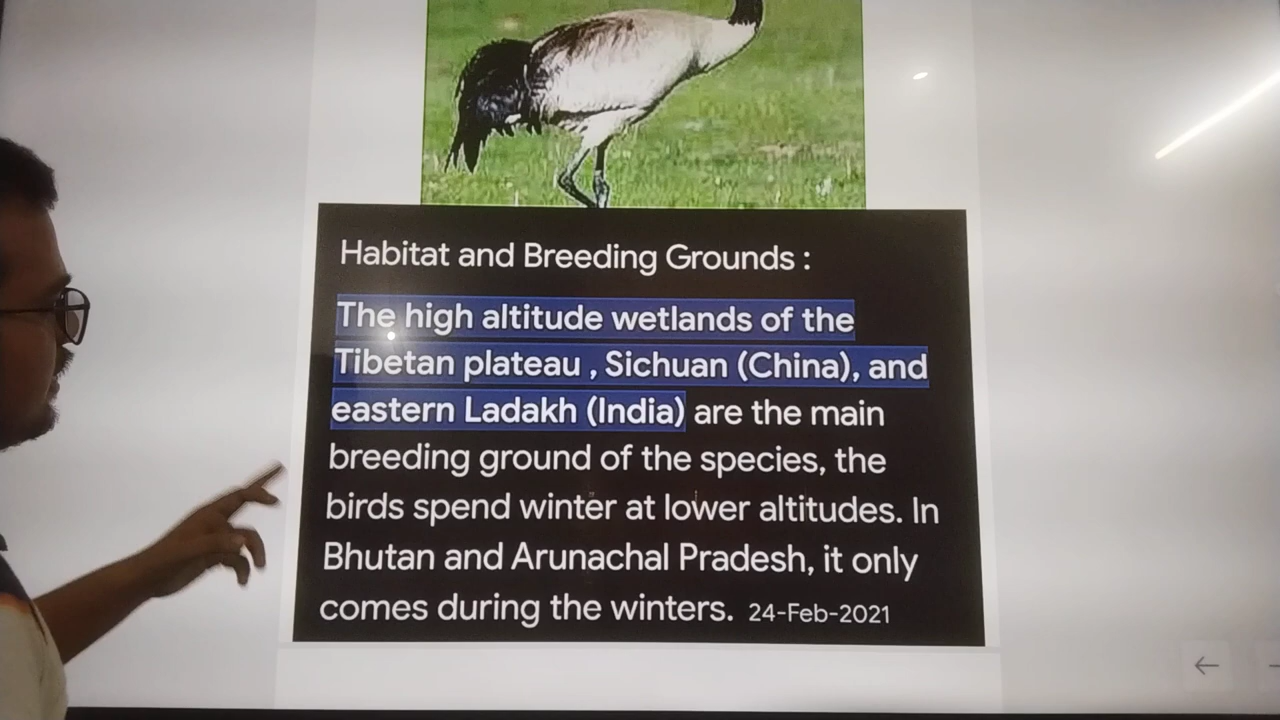 Habitat and Breeding Grounds :
The high altitude wetlands of the
Tibetan plateau , Sichuan (China), and
eastern Ladakh (India) are the main
breeding ground of the species, the
birds spend winter at lower altitudes. In
Bhutan and Arunachal Pradesh, it only
comes during the winters. 24-Feb-2021